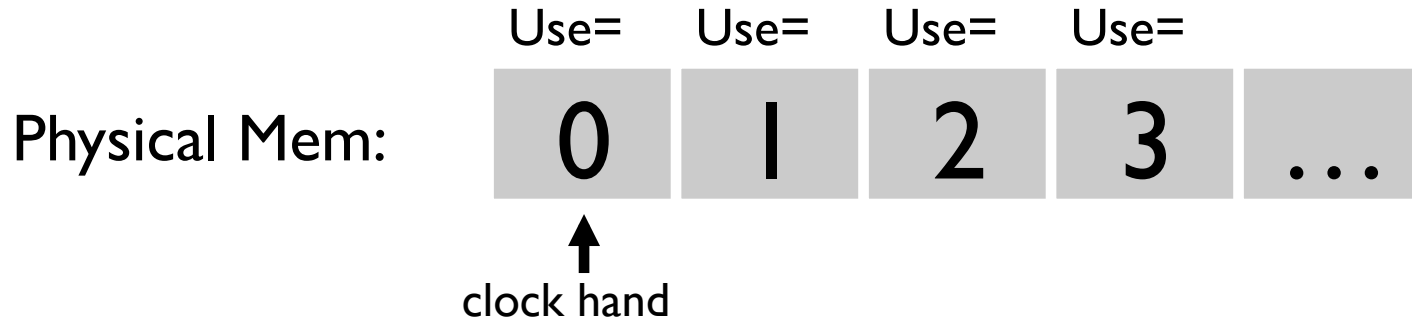 Use= Use= Use= Use=
Physical Mem: 0 1 2 3 ...
clock hand